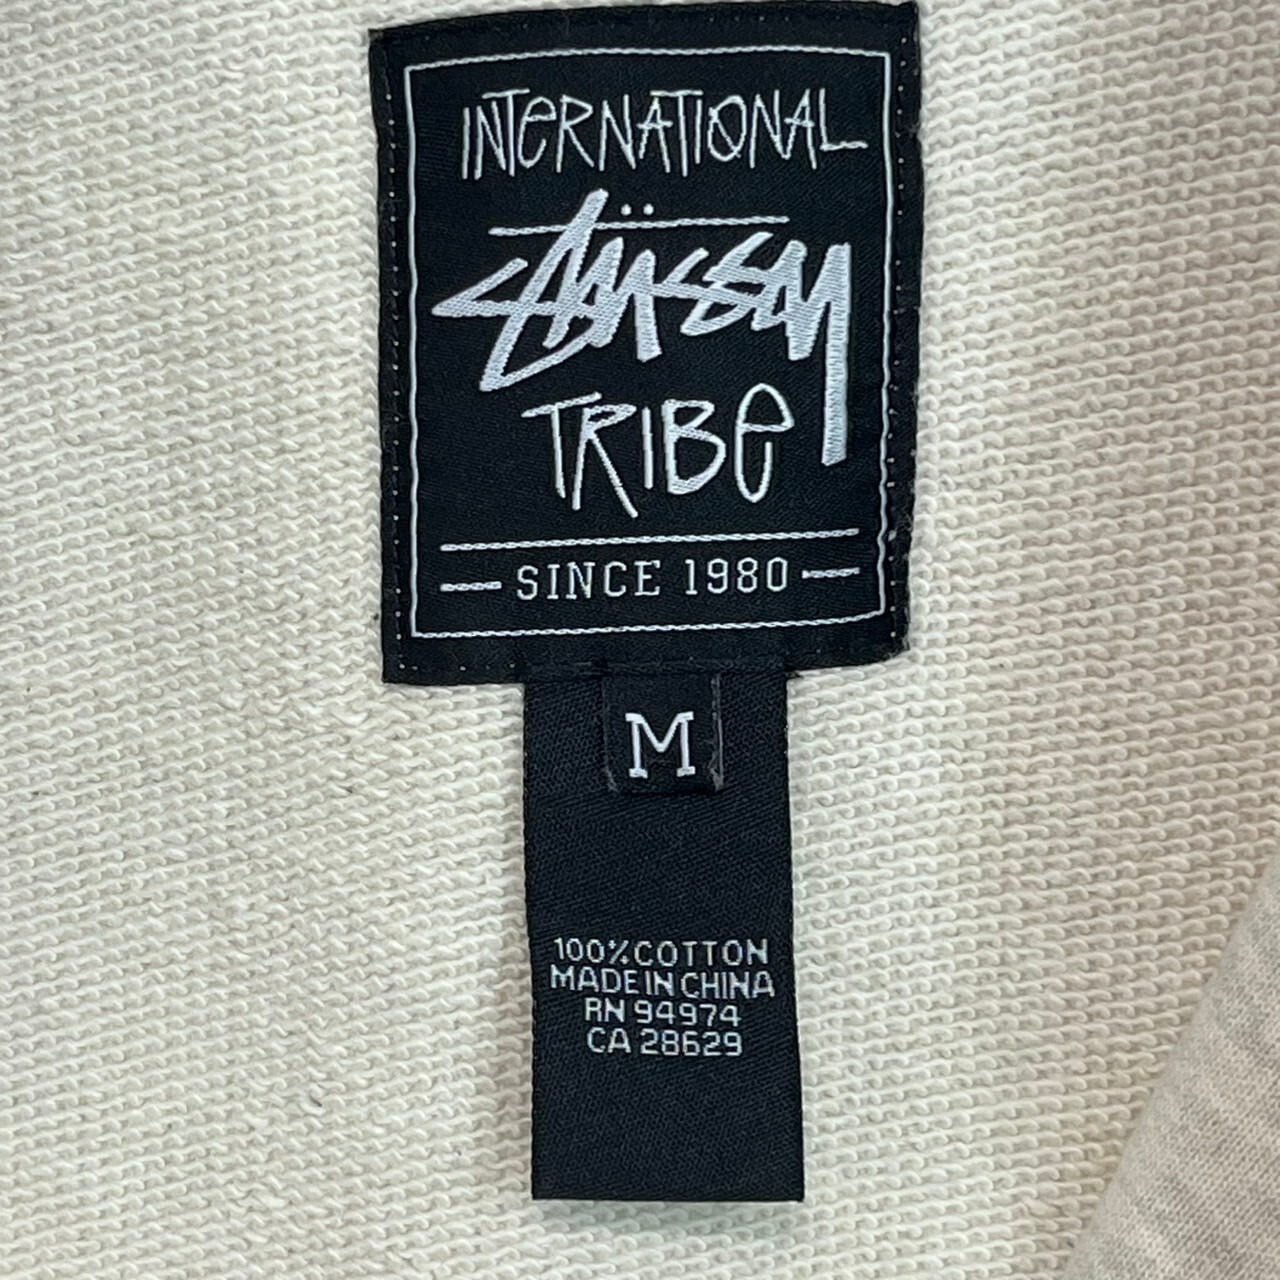 INTERNATIONAL
STÜSSY
TRIBE
SINCE 1980
M
100% COTTON
MADE IN CHINA
RN 94974
CA 28629